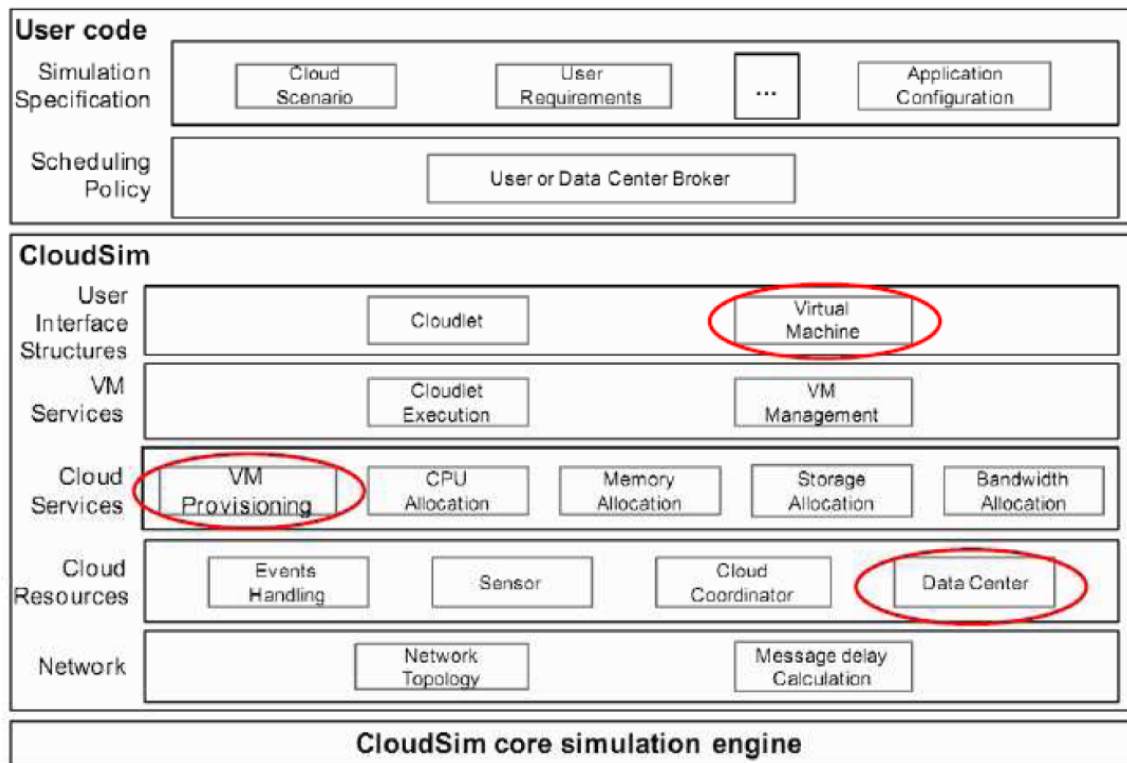 User code
Simulation
Specification
Cloud
Scenario
User
Requirements
...
Application
Configuration
Scheduling
Policy
User or Data Center Broker
CloudSim
User
Interface
Structures
Cloudlet
Virtual
Machine
VM
Services
Cloudlet
Execution
VM
Management
Cloud
Services
VM
Provisioning
CPU
Allocation
Memory
Allocation
Storage
Allocation
Bandwidth
Allocation
Cloud
Resources
Events
Handling
Sensor
Cloud
Coordinator
Data Center
Network
Network
Topology
Message delay
Calculation
CloudSim core simulation engine